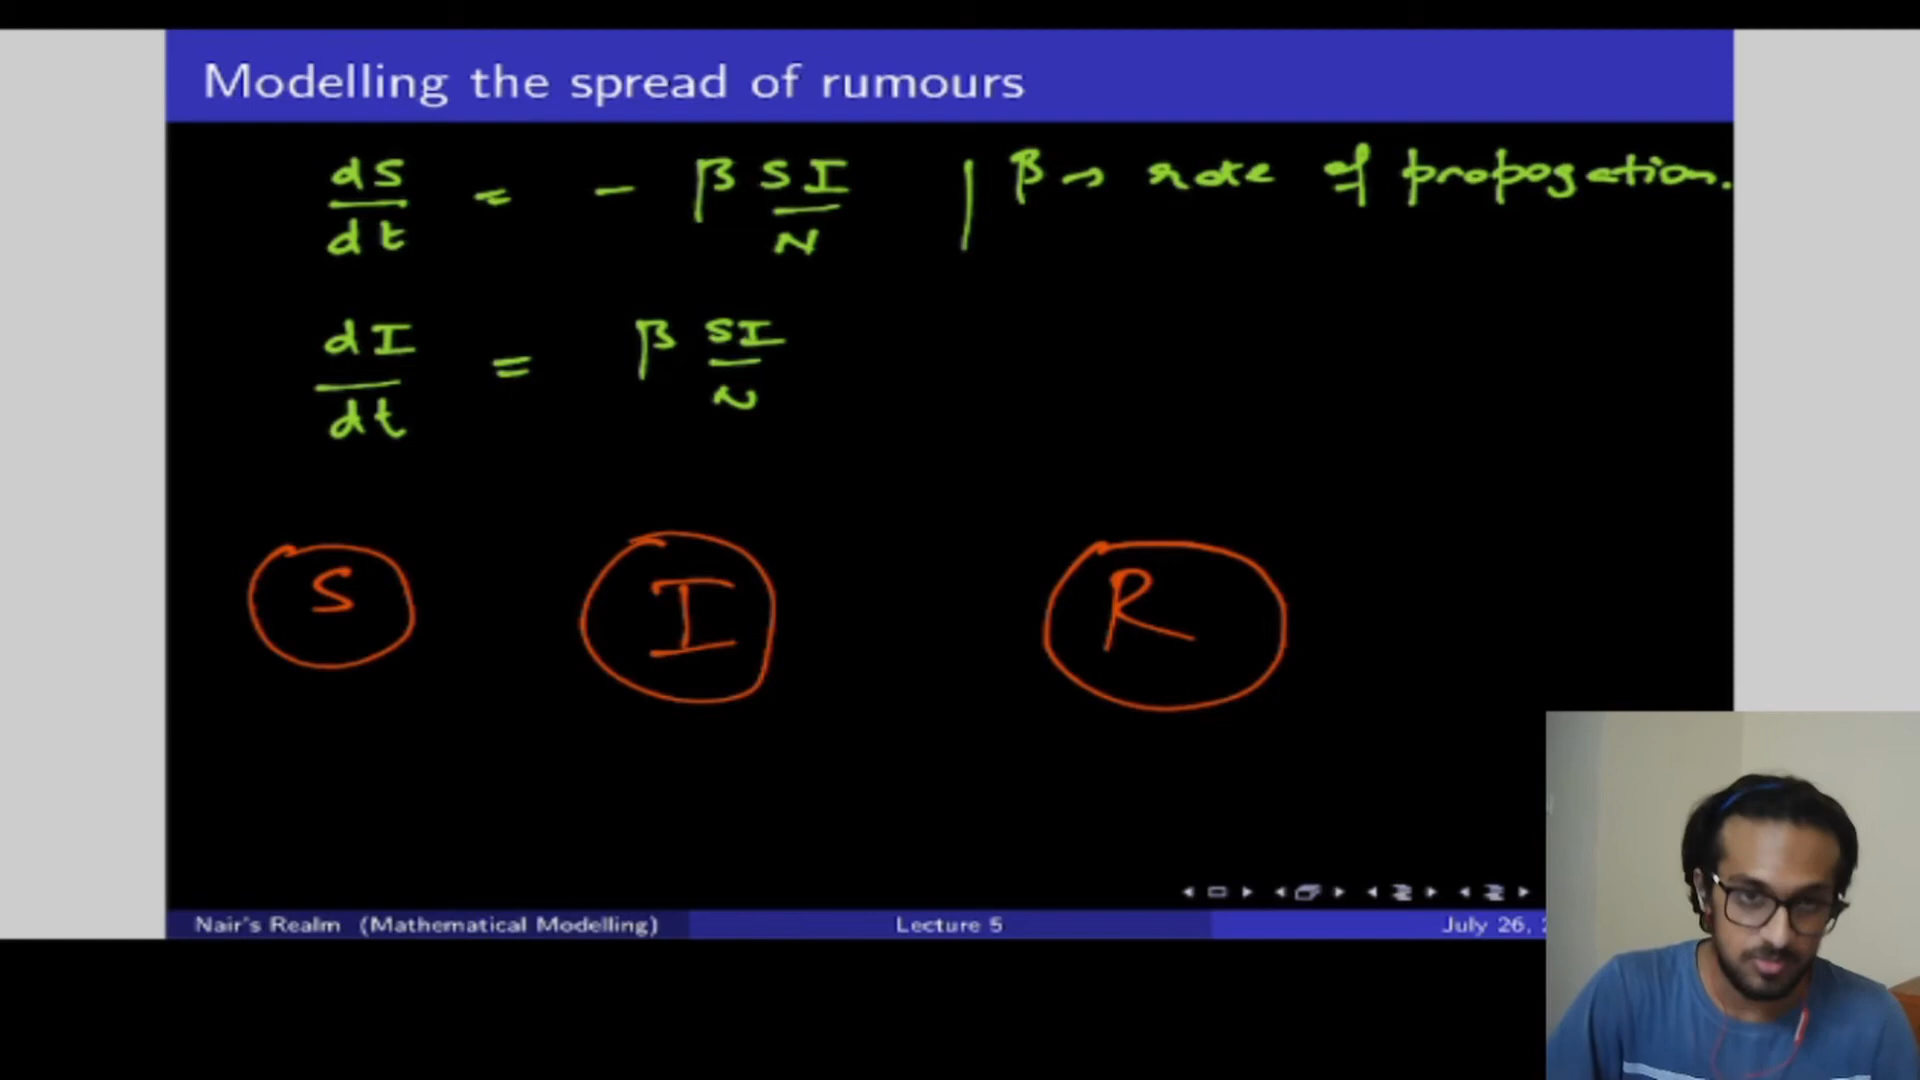 Modelling the spread of rumours
dS/dt = - β SI/N | β → rate of propogation.
dI/dt = β SI/N
S I R
Nair's Realm (Mathematical Modelling) Lecture 5 July 26,